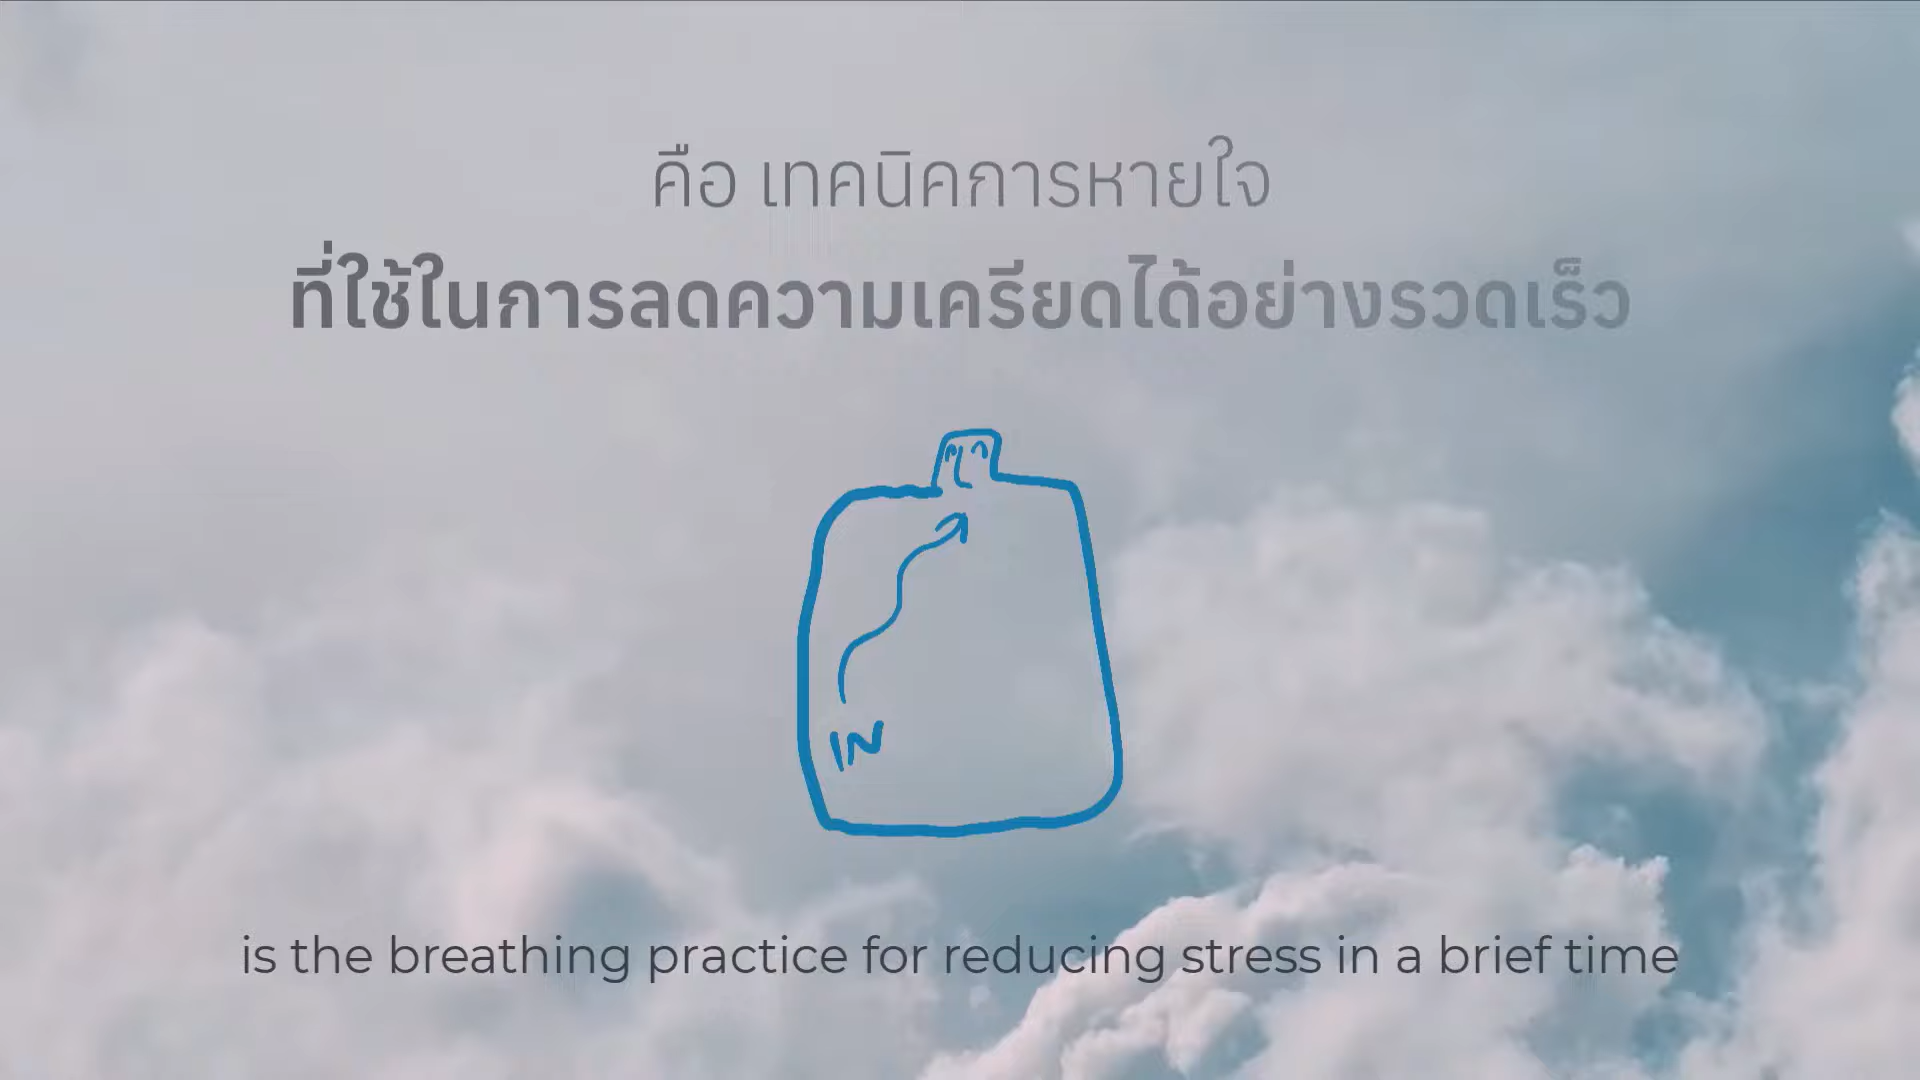 คือ เทคนิคการหายใจ
ที่ใช้ในการลดความเครียดได้อย่างรวดเร็ว
IN
is the breathing practice for reducing stress in a brief time